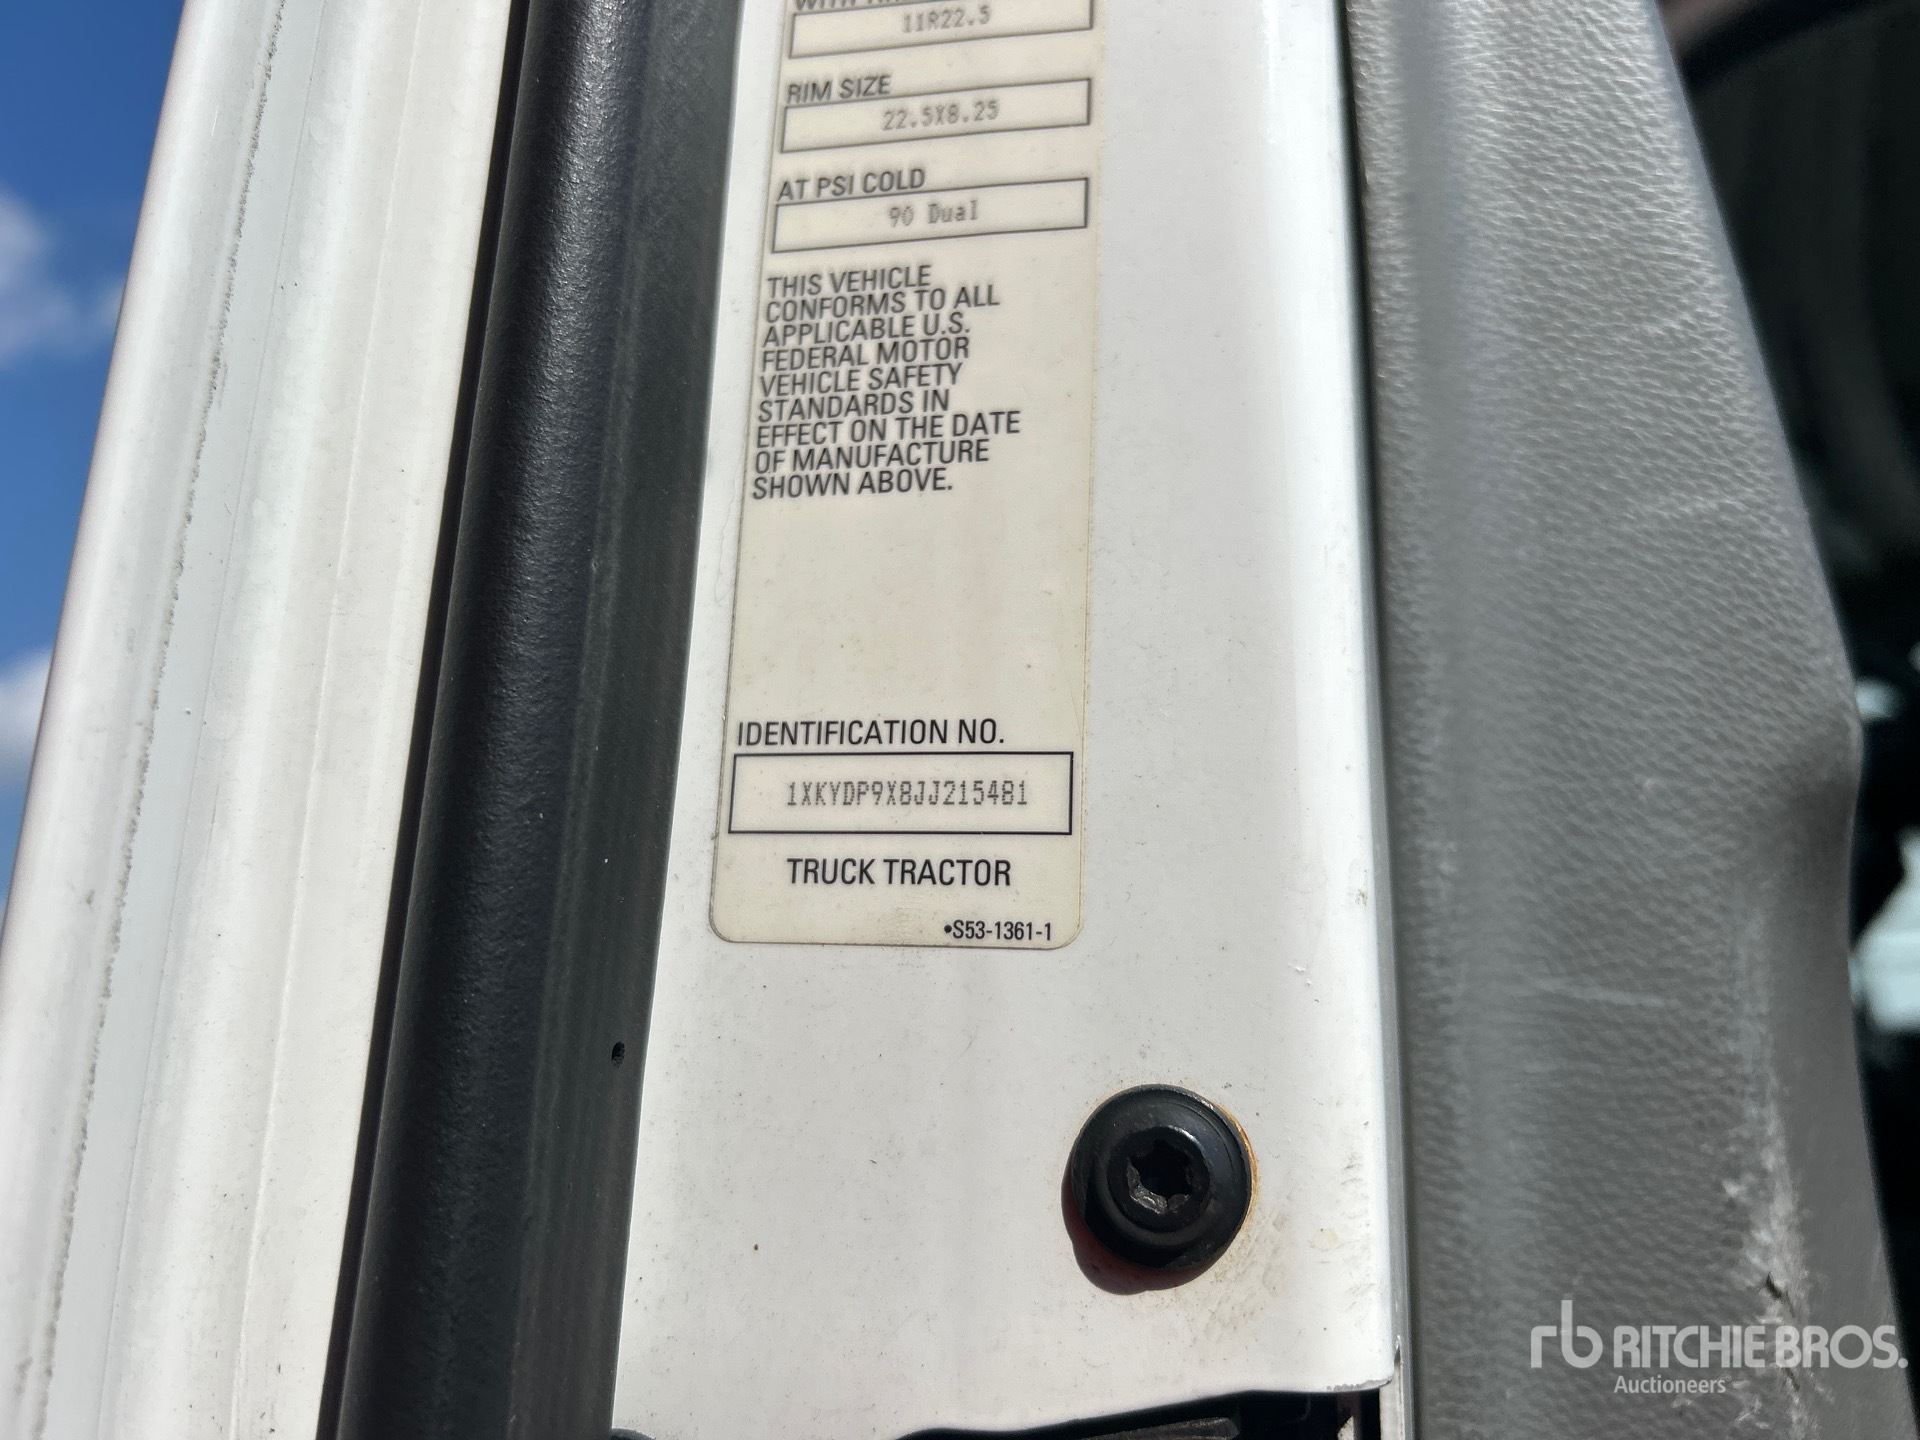 11R22.5
RIM SIZE
22.5X8.25
AT PSI COLD
90 Dual
THIS VEHICLE
CONFORMS TO ALL
APPLICABLE U.S.
FEDERAL MOTOR
VEHICLE SAFETY
STANDARDS IN
EFFECT ON THE DATE
OF MANUFACTURE
SHOWN ABOVE.
IDENTIFICATION NO.
1XKYDP9X8JJ215481
TRUCK TRACTOR
•S53-1361-1
rb RITCHIE BROS.
Auctioneers